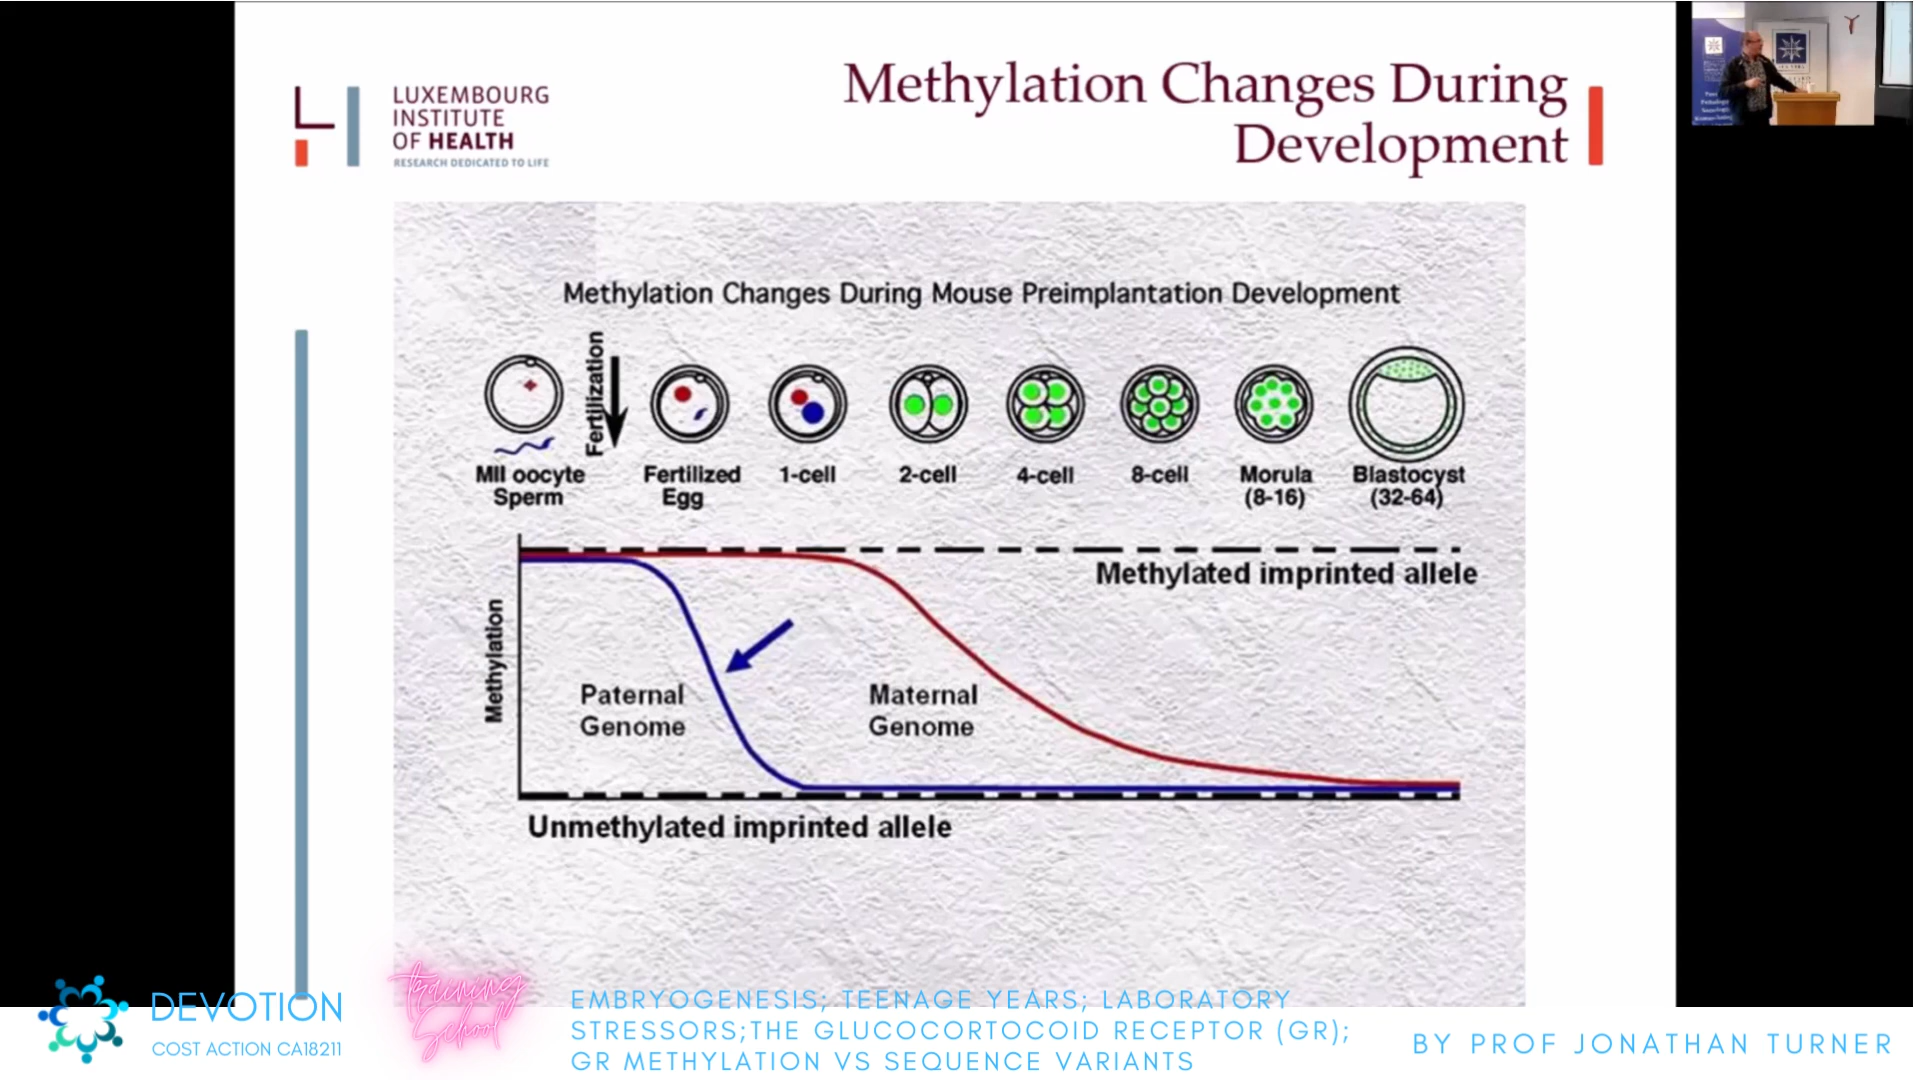 LUXEMBOURG
INSTITUTE
OF HEALTH
RESEARCH DEDICATED TO LIFE
Methylation Changes During
Development
Methylation Changes During Mouse Preimplantation Development
Fertilization
MII oocyte
Sperm
Fertilized
Egg
1-cell
2-cell
4-cell
8-cell
Morula
(8-16)
Blastocyst
(32-64)
Methylated imprinted allele
Methylation
Paternal
Genome
Maternal
Genome
Unmethylated imprinted allele
DEVOTION
COST ACTION CA18211
training
School
EMBRYOGENESIS; TEENAGE YEARS; LABORATORY
STRESSORS;THE GLUCOCORTOCOID RECEPTOR (GR);
GR METHYLATION VS SEQUENCE VARIANTS
BY PROF JONATHAN TURNER